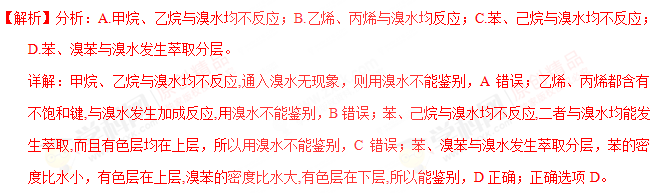 【解析】分析：A.甲烷、乙烷与溴水均不反应；B.乙烯、丙烯与溴水均反应；C.苯、己烷与溴水均不反应；
D.苯、溴苯与溴水发生萃取分层。
详解：甲烷、乙烷与溴水均不反应,通入溴水无现象，则用溴水不能鉴别，A 错误；乙烯、丙烯都含有
不饱和键,与溴水发生加成反应,用溴水不能鉴别，B 错误；苯、己烷与溴水均不反应,二者与溴水均能发
生萃取,而且有色层均在上层，所以用溴水不能鉴别，C 错误；苯、溴苯与溴水发生萃取分层，苯的密
度比水小，有色层在上层,溴苯的密度比水大,有色层在下层,所以能鉴别，D 正确；正确选项 D。